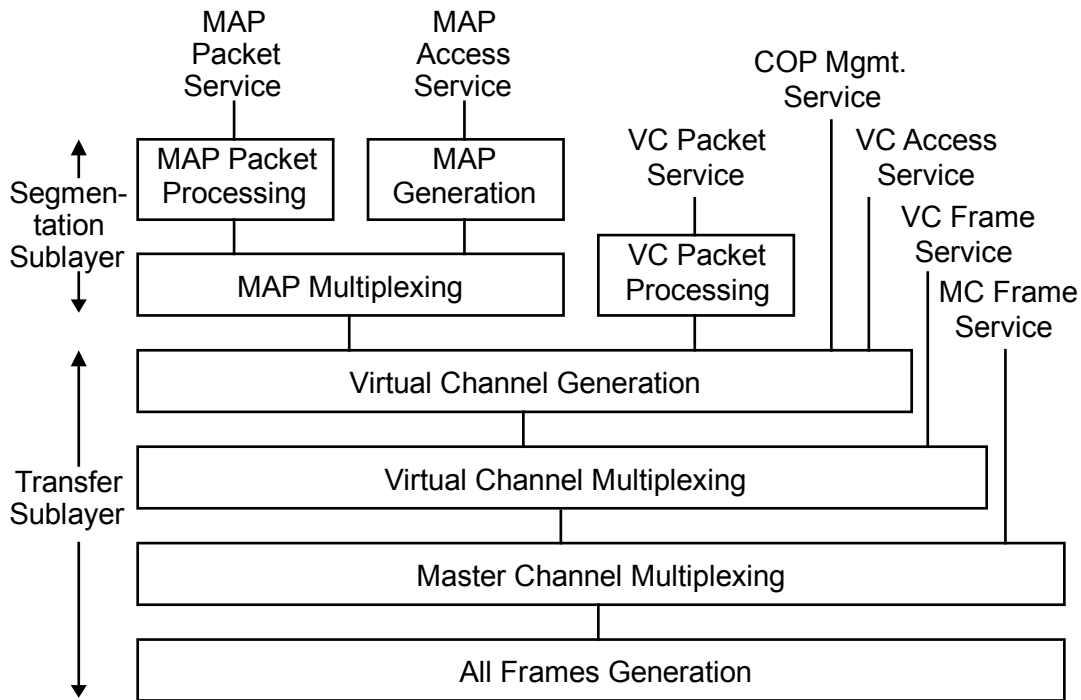 MAP
Packet
Service
MAP
Access
Service
COP Mgmt.
Service
VC Packet
Service
VC Access
Service
VC Frame
Service
MC Frame
Service
Segmen-
tation
Sublayer
MAP Packet
Processing
MAP
Generation
VC Packet
Processing
MAP Multiplexing
Transfer
Sublayer
Virtual Channel Generation
Virtual Channel Multiplexing
Master Channel Multiplexing
All Frames Generation